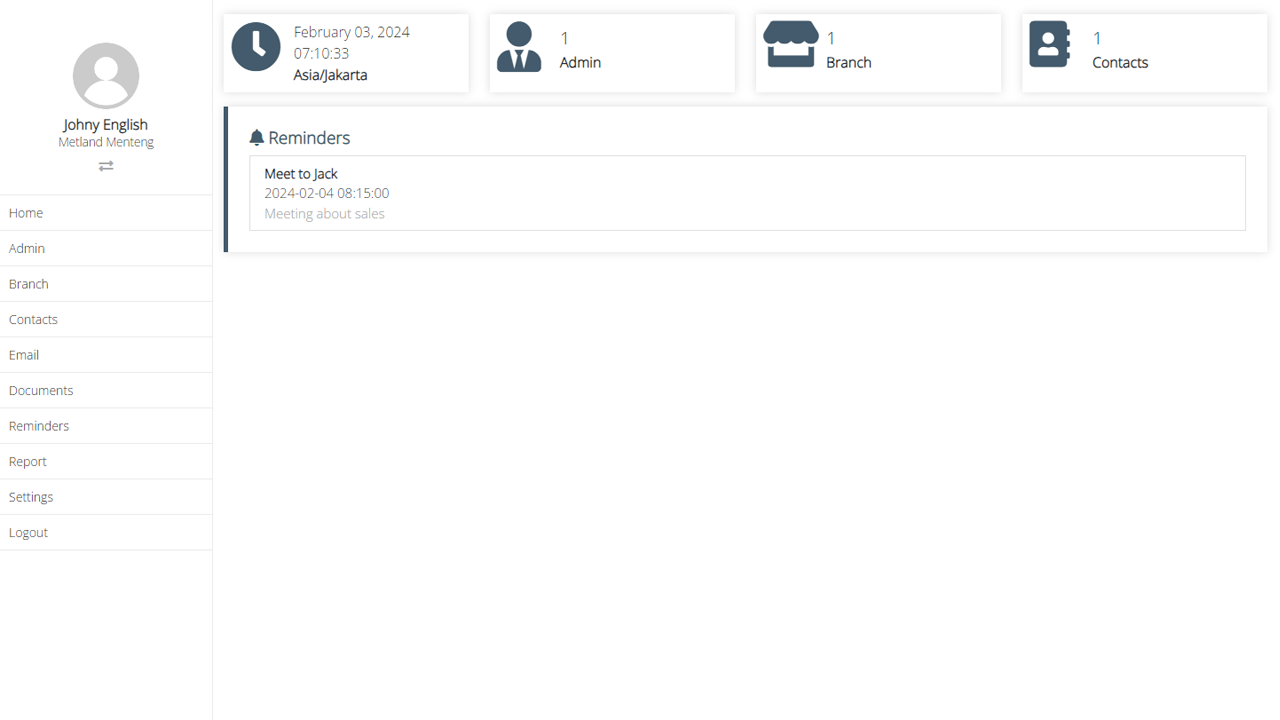 Johny English
Metland Menteng
Home
Admin
Branch
Contacts
Email
Documents
Reminders
Report
Settings
Logout
February 03, 2024
07:10:33
Asia/Jakarta
1
Admin
1
Branch
1
Contacts
Reminders
Meet to Jack
2024-02-04 08:15:00
Meeting about sales